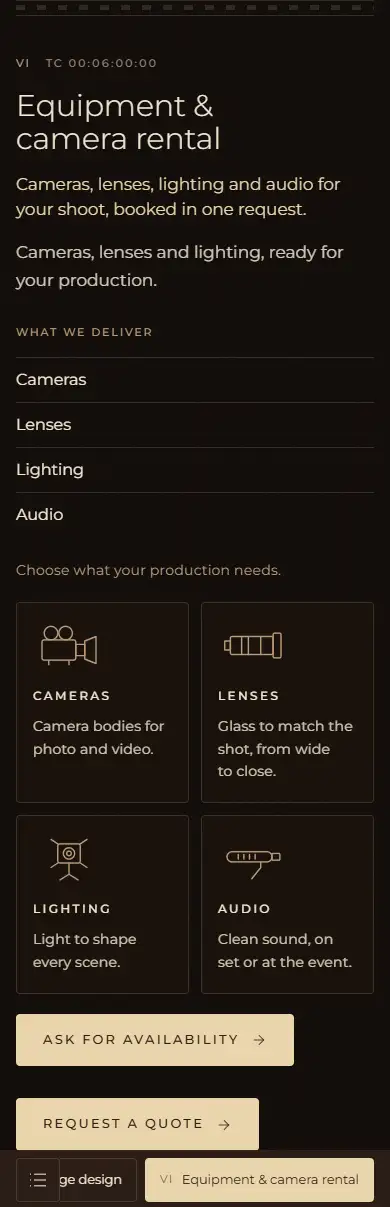 VI TC 00:06:00:00
Equipment &
camera rental
Cameras, lenses, lighting and audio for
your shoot, booked in one request.
Cameras, lenses and lighting, ready for
your production.
WHAT WE DELIVER
Cameras
Lenses
Lighting
Audio
Choose what your production needs.
CAMERAS
Camera bodies for
photo and video.
LENSES
Glass to match the
shot, from wide
to close.
LIGHTING
Light to shape
every scene.
AUDIO
Clean sound, on
set or at the event.
ASK FOR AVAILABILITY →
REQUEST A QUOTE →
ge design
VI Equipment & camera rental